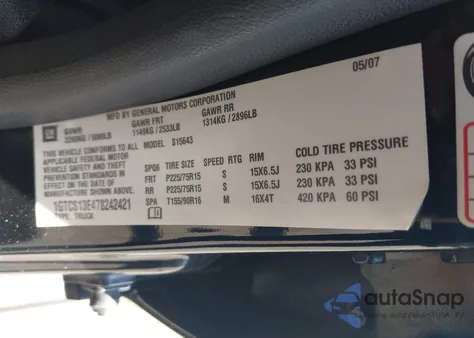 05/07
MFD BY GENERAL MOTORS CORPORATION
GM
GVWR GAWR FRT GAWR RR
1149KG / 2533LB 1314KG / 2896LB
THIS VEHICLE CONFORMS TO ALL MODEL S15643
APPLICABLE FEDERAL MOTOR
VEHICLE SAFETY AND THEFT
PREVENTION STANDARDS
IN EFFECT ON THE DATE OF
MANUFACTURE SHOWN ABOVE.
1GTCS13E478242421
TYPE: TRUCK
COLD TIRE PRESSURE
SPQ6 TIRE SIZE SPEED RTG RIM
FRT P225/75R15 S 15X6.5J 230 KPA 33 PSI
RR P225/75R15 S 15X6.5J 230 KPA 33 PSI
SPA T155/90R16 M 16X4T 420 KPA 60 PSI
autoSnap